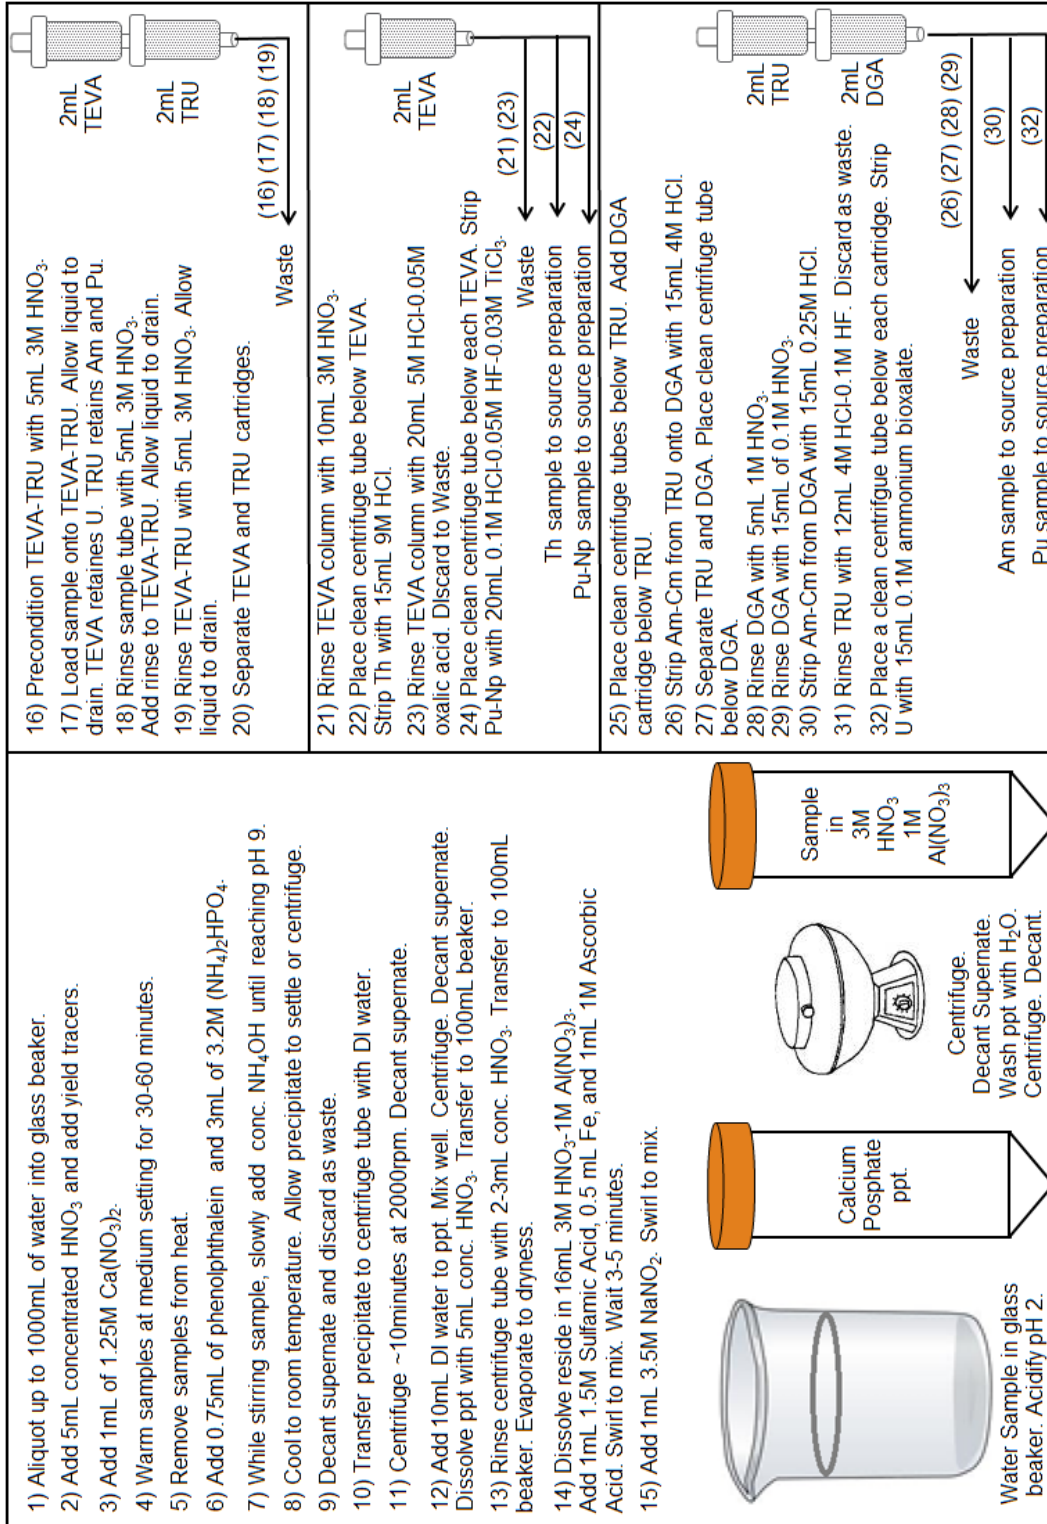 1) Aliquot up to 1000mL of water into glass beaker.
2) Add 5mL concentrated HNO3 and add yield tracers.
3) Add 1mL of 1.25M Ca(NO3)2.
4) Warm samples at medium setting for 30-60 minutes.
5) Remove samples from heat.
6) Add 0.75mL of phenolphthalein and 3mL of 3.2M (NH4)2HPO4.
7) While stirring sample, slowly add conc. NH4OH until reaching pH 9.
8) Cool to room temperature. Allow precipitate to settle or centrifuge.
9) Decant supernate and discard as waste.
10) Transfer precipitate to centrifuge tube with DI water.
11) Centrifuge ~10minutes at 2000rpm. Decant supernate.
12) Add 10mL DI water to ppt. Mix well. Centrifuge. Decant supernate.
Dissolve ppt with 5mL conc. HNO3. Transfer to 100mL beaker.
13) Rinse centrifuge tube with 2-3mL conc. HNO3. Transfer to 100mL
beaker. Evaporate to dryness.
14) Dissolve reside in 16mL 3M HNO3-1M Al(NO3)3.
Add 1mL 1.5M Sulfamic Acid, 0.5 mL Fe, and 1mL 1M Ascorbic
Acid. Swirl to mix. Wait 3-5 minutes.
15) Add 1mL 3.5M NaNO2. Swirl to mix.
Water Sample in glass
beaker. Acidify pH 2.
Calcium
Posphate
ppt.
Centrifuge.
Decant Supernate.
Wash ppt with H2O.
Centrifuge. Decant.
Sample
in
3M
HNO3
1M
Al(NO3)3
16) Precondition TEVA-TRU with 5mL 3M HNO3.
17) Load sample onto TEVA-TRU. Allow liquid to
drain. TEVA retaines U. TRU retains Am and Pu.
18) Rinse sample tube with 5mL 3M HNO3.
Add rinse to TEVA-TRU. Allow liquid to drain.
19) Rinse TEVA-TRU with 5mL 3M HNO3. Allow
liquid to drain.
20) Separate TEVA and TRU cartridges.
2mL
TEVA
2mL
TRU
(16) (17) (18) (19)
Waste
21) Rinse TEVA column with 10mL 3M HNO3.
22) Place clean centrifuge tube below TEVA.
Strip Th with 15mL 9M HCl.
23) Rinse TEVA column with 20mL 5M HCl-0.05M
oxalic acid. DIscard to Waste.
24) Place clean centrifuge tube below each TEVA. Strip
Pu-Np with 20mL 0.1M HCl-0.05M HF-0.03M TiCl3.
2mL
TEVA
(21) (23)
Waste
(22)
Th sample to source preparation
(24)
Pu-Np sample to source preparation
25) Place clean centrifuge tubes below TRU. Add DGA
cartridge below TRU.
26) Strip Am-Cm from TRU onto DGA with 15mL 4M HCl.
27) Separate TRU and DGA. Place clean centrifuge tube
below DGA.
28) Rinse DGA with 5mL 1M HNO3.
29) Rinse DGA with 15mL of 0.1M HNO3.
30) Strip Am-Cm from DGA with 15mL 0.25M HCl.
31) Rinse TRU with 12mL 4M HCl-0.1M HF. Discard as waste.
32) Place a clean centrifgue tube below each cartridge. Strip
U with 15mL 0.1M ammonium bioxalate.
2mL
TRU
2mL
DGA
(26) (27) (28) (29)
Waste
(30)
Am sample to source preparation
(32)
Pu sample to source preparation